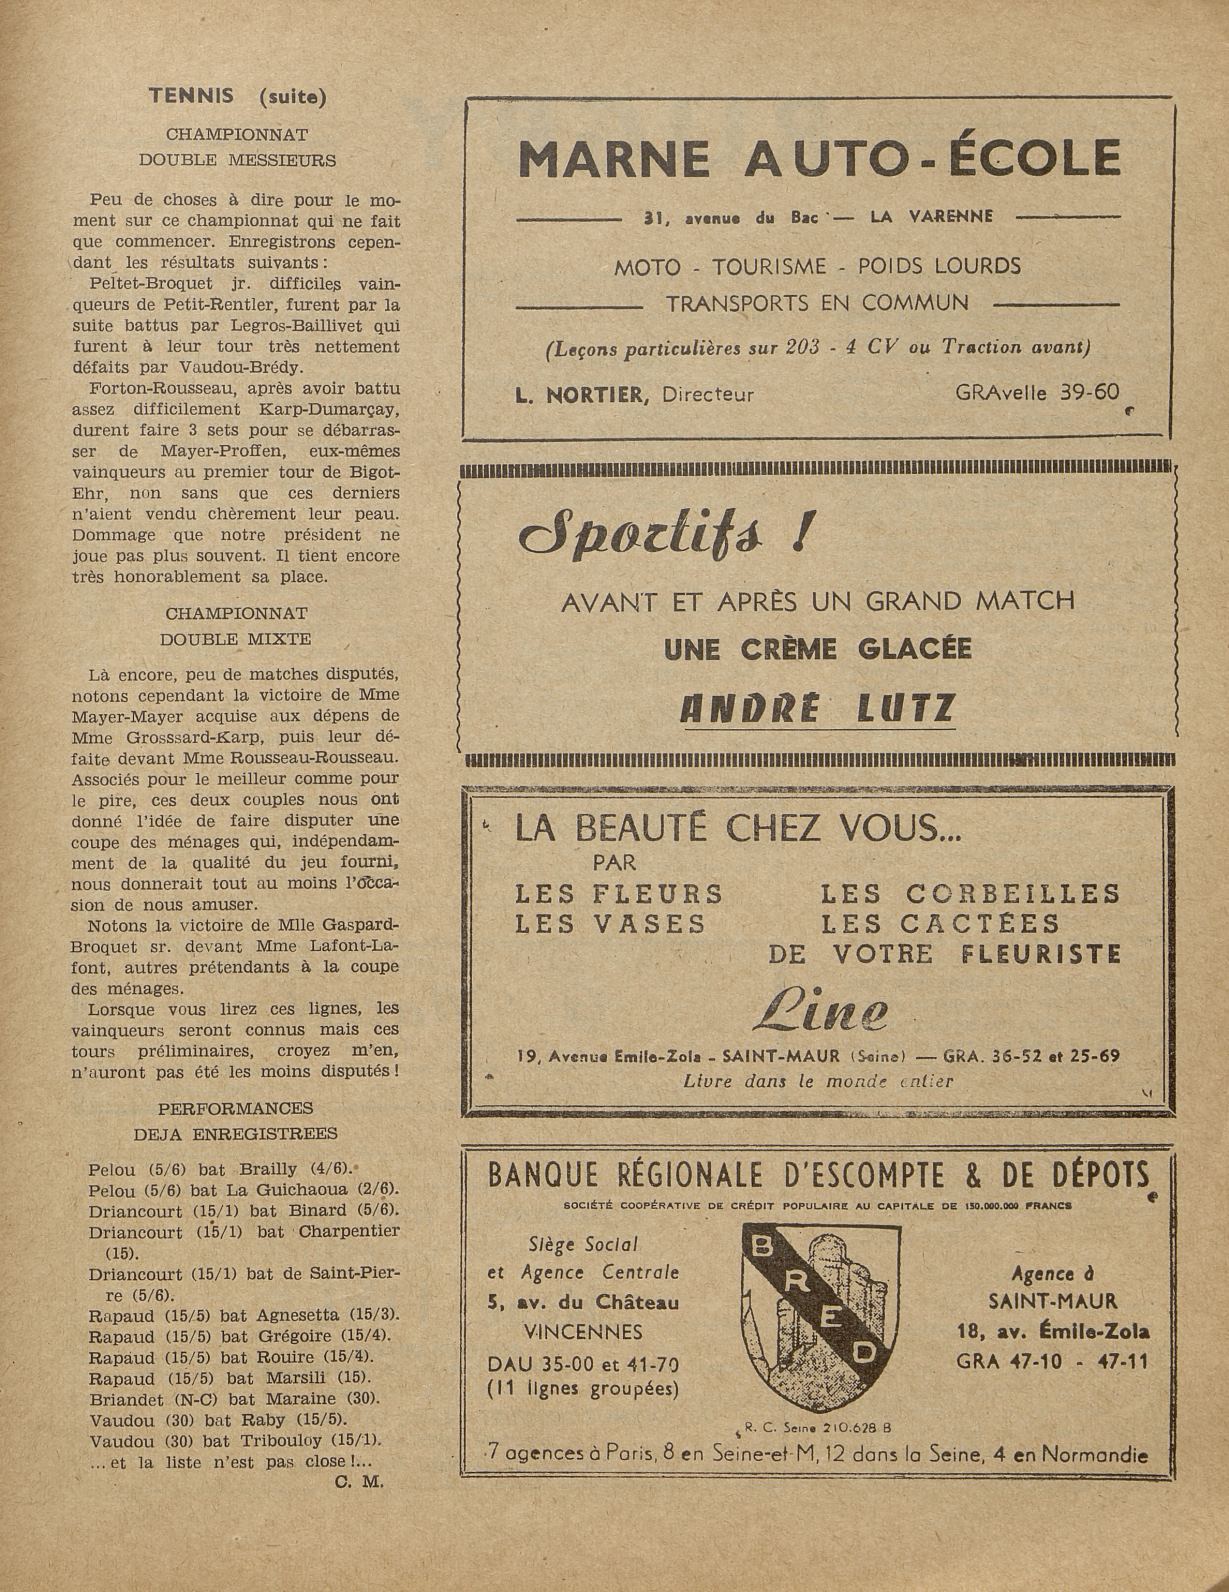 TENNIS (suite)
CHAMPIONNAT
DOUBLE MESSIEURS
Peu de choses à dire pour le mo-
ment sur ce championnat qui ne fait
que commencer. Enregistrons cepen-
dant les résultats suivants :
Peltet-Broquet jr. difficiles vain-
queurs de Petit-Rentler, furent par la
suite battus par Legros-Baillivet qui
furent à leur tour très nettement
défaits par Vaudou-Brédy.
Forton-Rousseau, après avoir battu
assez difficilement Karp-Dumarçay,
durent faire 3 sets pour se débarras-
ser de Mayer-Proffen, eux-mêmes
vainqueurs au premier tour de Bigot-
Ehr, non sans que ces derniers
n'aient vendu chèrement leur peau.
Dommage que notre président ne
joue pas plus souvent. Il tient encore
très honorablement sa place.
CHAMPIONNAT
DOUBLE MIXTE
Là encore, peu de matches disputés,
notons cependant la victoire de Mme
Mayer-Mayer acquise aux dépens de
Mme Grosssard-Karp, puis leur dé-
faite devant Mme Rousseau-Rousseau.
Associés pour le meilleur comme pour
le pire, ces deux couples nous ont
donné l'idée de faire disputer une
coupe des ménages qui, indépendam-
ment de la qualité du jeu fourni,
nous donnerait tout au moins l'occa-
sion de nous amuser.
Notons la victoire de Mlle Gaspard-
Broquet sr. devant Mme Lafont-La-
font, autres prétendants à la coupe
des ménages.
Lorsque vous lirez ces lignes, les
vainqueurs seront connus mais ces
tours préliminaires, croyez m'en,
n'auront pas été les moins disputés !
PERFORMANCES
DEJA ENREGISTREES
Pelou (5/6) bat Brailly (4/6).
Pelou (5/6) bat La Guichaoua (2/6).
Driancourt (15/1) bat Binard (5/6).
Driancourt (15/1) bat Charpentier
(15).
Driancourt (15/1) bat de Saint-Pier-
re (5/6).
Rapaud (15/5) bat Agnesetta (15/3).
Rapaud (15/5) bat Grégoire (15/4).
Rapaud (15/5) bat Rouire (15/4).
Rapaud (15/5) bat Marsili (15).
Briandet (N-C) bat Maraine (30).
Vaudou (30) bat Raby (15/5).
Vaudou (30) bat Tribouloy (15/1).
... et la liste n'est pas close !...
C. M.
MARNE AUTO-ÉCOLE
31, avenue du Bac — LA VARENNE
MOTO - TOURISME - POIDS LOURDS
TRANSPORTS EN COMMUN
(Leçons particulières sur 203 - 4 CV ou Traction avant)
L. NORTIER, Directeur GRAvelle 39-60
Sportifs !
AVANT ET APRÈS UN GRAND MATCH
UNE CRÈME GLACÉE
ANDRÉ LUTZ
LA BEAUTÉ CHEZ VOUS...
PAR
LES FLEURS LES CORBEILLES
LES VASES LES CACTÉES
DE VOTRE FLEURISTE
Line
19, Avenue Emile-Zola - SAINT-MAUR (Seine) — GRA. 36-52 et 25-69
Livre dans le monde entier
BANQUE RÉGIONALE D'ESCOMPTE & DE DÉPOTS
SOCIÉTÉ COOPÉRATIVE DE CRÉDIT POPULAIRE AU CAPITALE DE 150.000.000 FRANCS
Siège Social
et Agence Centrale
5, av. du Château
VINCENNES
DAU 35-00 et 41-70
(11 lignes groupées)
BRED
Agence à
SAINT-MAUR
18, av. Émile-Zola
GRA 47-10 - 47-11
R. C. Seine 210.628 B
7 agences à Paris, 8 en Seine-et-M, 12 dans la Seine, 4 en Normandie